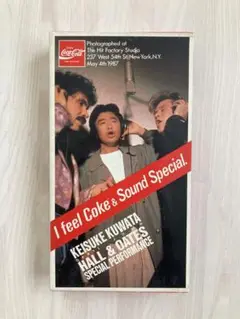 Coca-Cola
Photographed at
The Hit Factory Studio
237 West 54th St. New York, N.Y.
May 4th 1987
I feel Coke & Sound Special.
KEISUKE KUWATA
HALL & OATES
SPECIAL PERFORMANCE